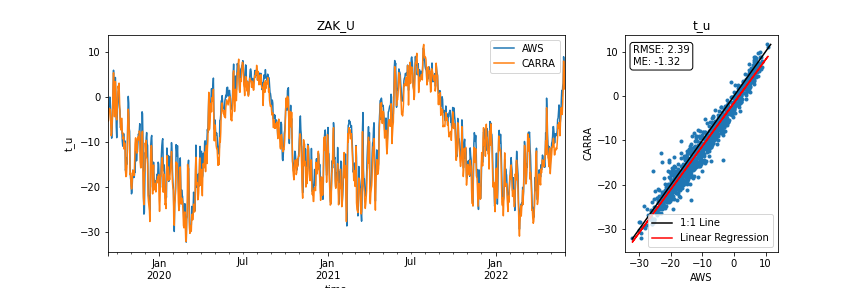 ZAK_U
t_u
10
0
−10
−20
−30
AWS
CARRA
Jan
2020
Jul
Jan
2021
Jul
Jan
2022
time
t_u
CARRA
10
0
−10
−20
−30
RMSE: 2.39
ME: -1.32
1:1 Line
Linear Regression
−30
−20
−10
0
10
AWS
t_u